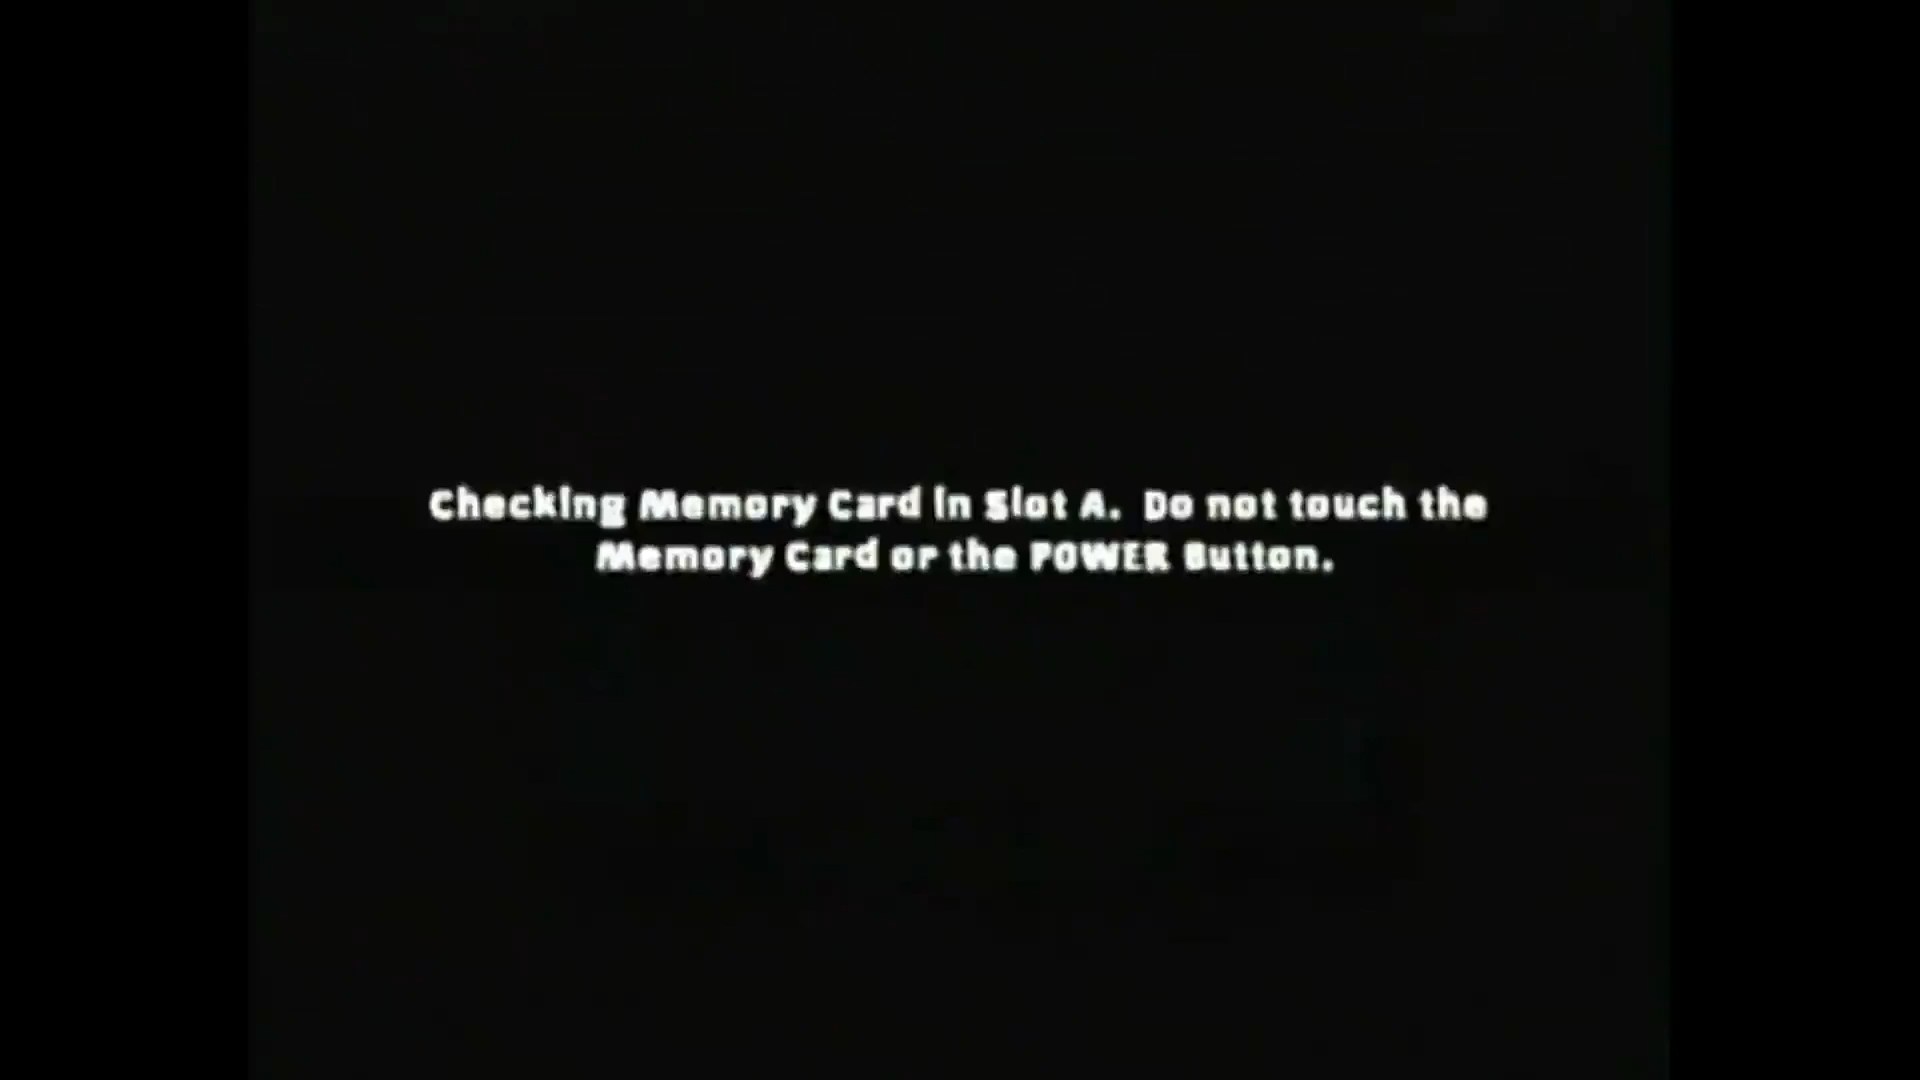 Checking Memory Card in Slot A. Do not touch the
Memory Card or the POWER Button.